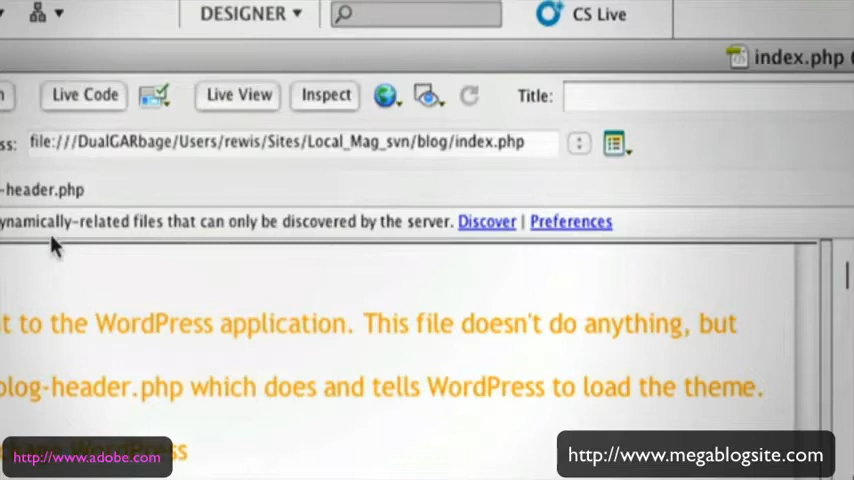 DESIGNER
CS Live
index.php
Live Code
Live View
Inspect
Title:
file:///DualGARbage/Users/rewis/Sites/Local_Mag_svn/blog/index.php
-header.php
ynamically-related files that can only be discovered by the server. Discover | Preferences
t to the WordPress application. This file doesn't do anything, but
blog-header.php which does and tells WordPress to load the theme.
WordPress
http://www.adobe.com
http://www.megablogsite.com